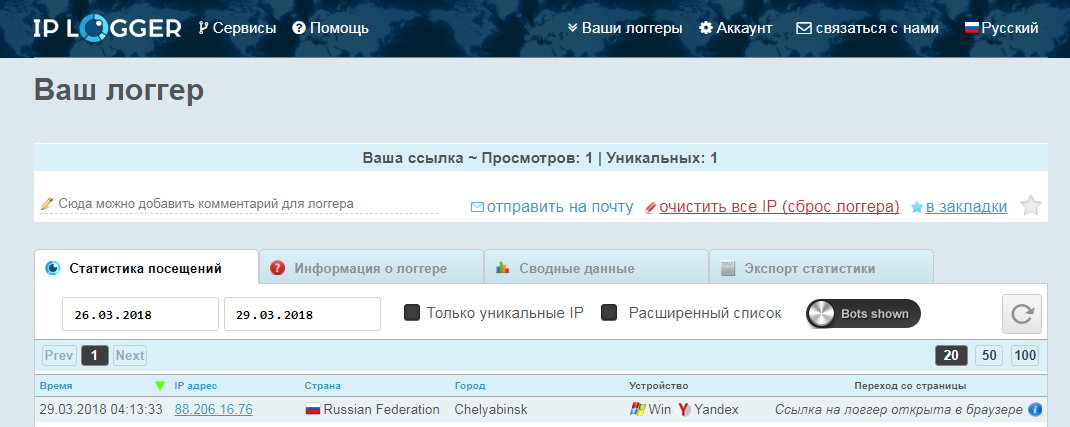 IP LOGGER Сервисы Помощь Ваши логгеры Аккаунт связаться с нами Русский
Ваш логгер
Ваша ссылка ~ Просмотров: 1 | Уникальных: 1
Сюда можно добавить комментарий для логгера отправить на почту очистить все IP (сброс логгера) в закладки
Статистика посещений Информация о логгере Сводные данные Экспорт статистики
26.03.2018 29.03.2018 Только уникальные IP Расширенный список Bots shown
Prev 1 Next 20 50 100
Время IP адрес Страна Город Устройство Переход со страницы
29.03.2018 04:13:33 88.206.16.76 Russian Federation Chelyabinsk Win Yandex Ссылка на логгер открыта в браузере